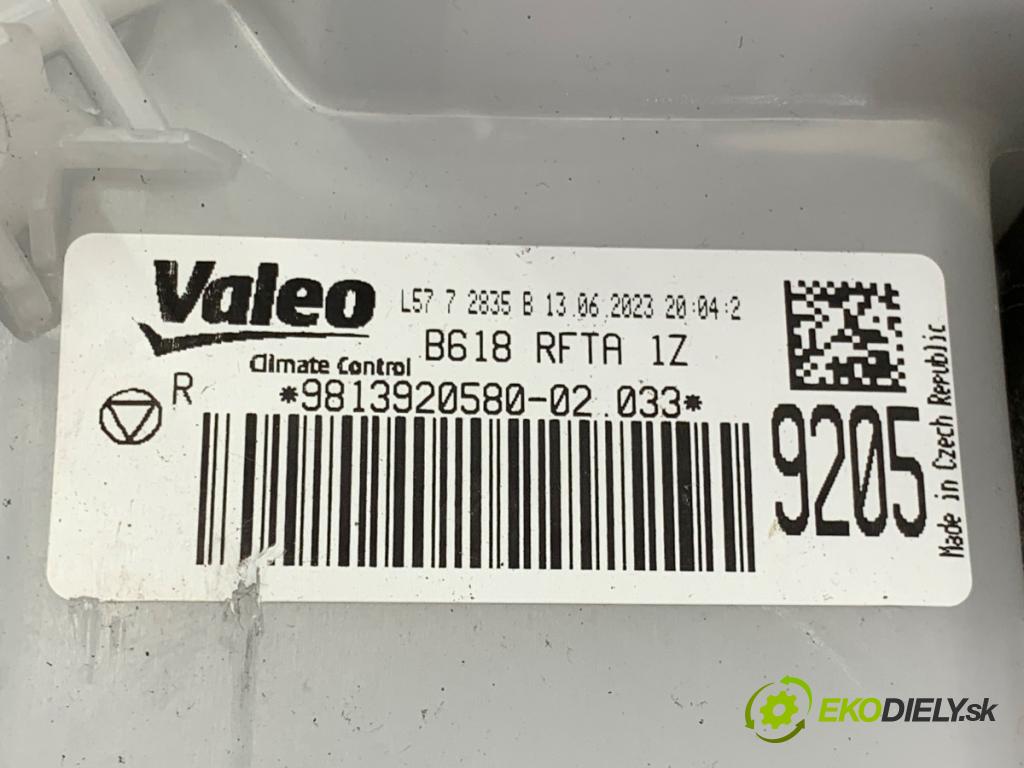 Valeo
L57 7 2835 B 13.06.2023 20:04:2
B618 RFTA 1Z
Climate Control
R
*9813920580-02.033*
9205
Made in Czech Republic
EKODIELY.sk